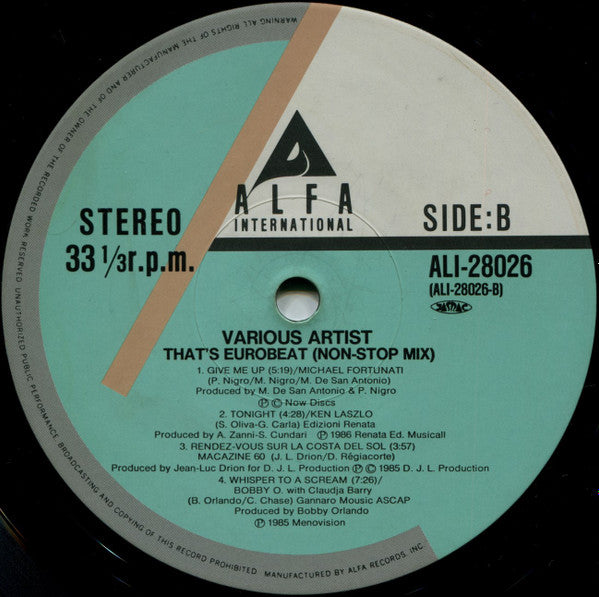 WARNING ALL RIGHTS OF THE MANUFACTURER AND OF THE OWNER OF THE RECORDED WORK RESERVED. UNAUTHORIZED PUBLIC PERFORMANCE, BROADCASTING AND COPYING OF THIS RECORD PROHIBITED. MANUFACTURED BY ALFA RECORDS, INC.
ALFA
INTERNATIONAL
STEREO
33 1/3 r.p.m.
SIDE:B
ALI-28026
(ALI-28026-B)
VARIOUS ARTIST
THAT'S EUROBEAT (NON-STOP MIX)
1. GIVE ME UP (5:19)/MICHAEL FORTUNATI
(P. Nigro/M. Nigro/M. De San Antonio)
Produced by M. De San Antonio & P. Nigro
Ⓟ Ⓒ Now Discs
2. TONIGHT (4:28)/KEN LASZLO
(S. Oliva-G. Carla) Edizioni Renata
Produced by A. Zanni-S. Cundari Ⓟ 1986 Renata Ed. Musicall
3. RENDEZ-VOUS SUR LA COSTA DEL SOL (3:57)
MACAZINE 60 (J. L. Drion/D. Régiacorte)
Produced by Jean-Luc Drion for D. J. L. Production Ⓟ Ⓒ 1985 D. J. L. Production
4. WHISPER TO A SCREAM (7:26)/
BOBBY O. with Claudja Barry
(B. Orlando/C. Chase) Gannaro Mousic ASCAP
Produced by Bobby Orlando
Ⓟ 1985 Menovision